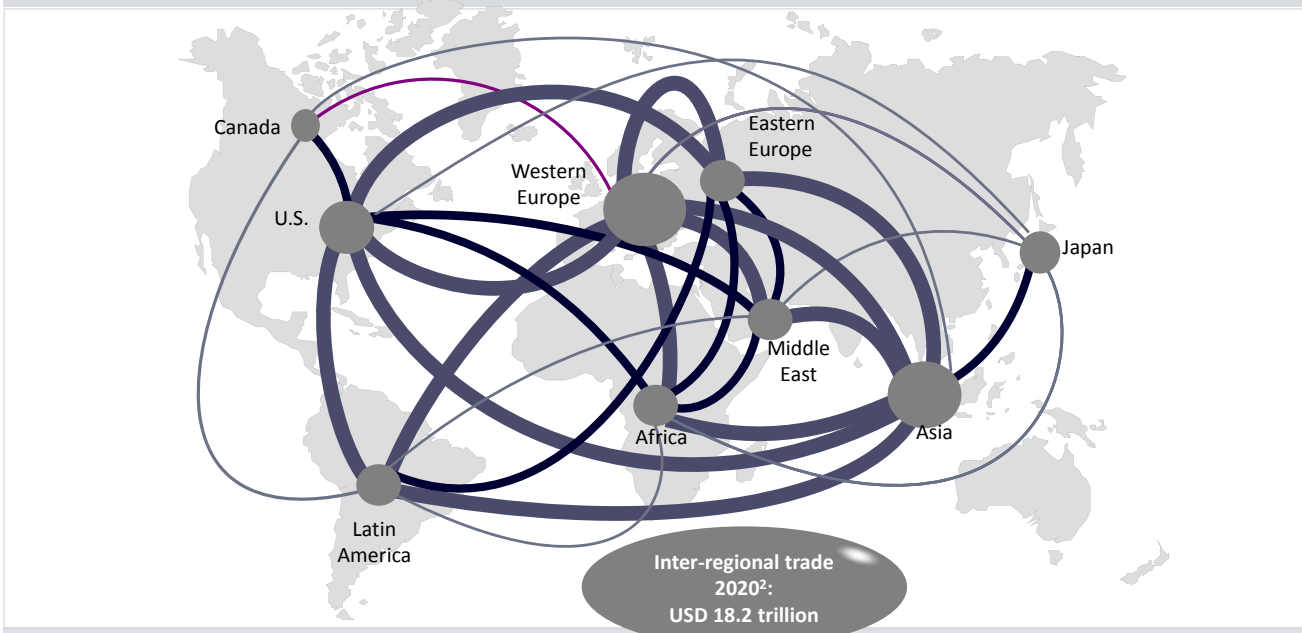 Canada
Eastern
Europe
Western
Europe
U.S.
Japan
Middle
East
Africa
Asia
Latin
America
Inter-regional trade
2020²:
USD 18.2 trillion